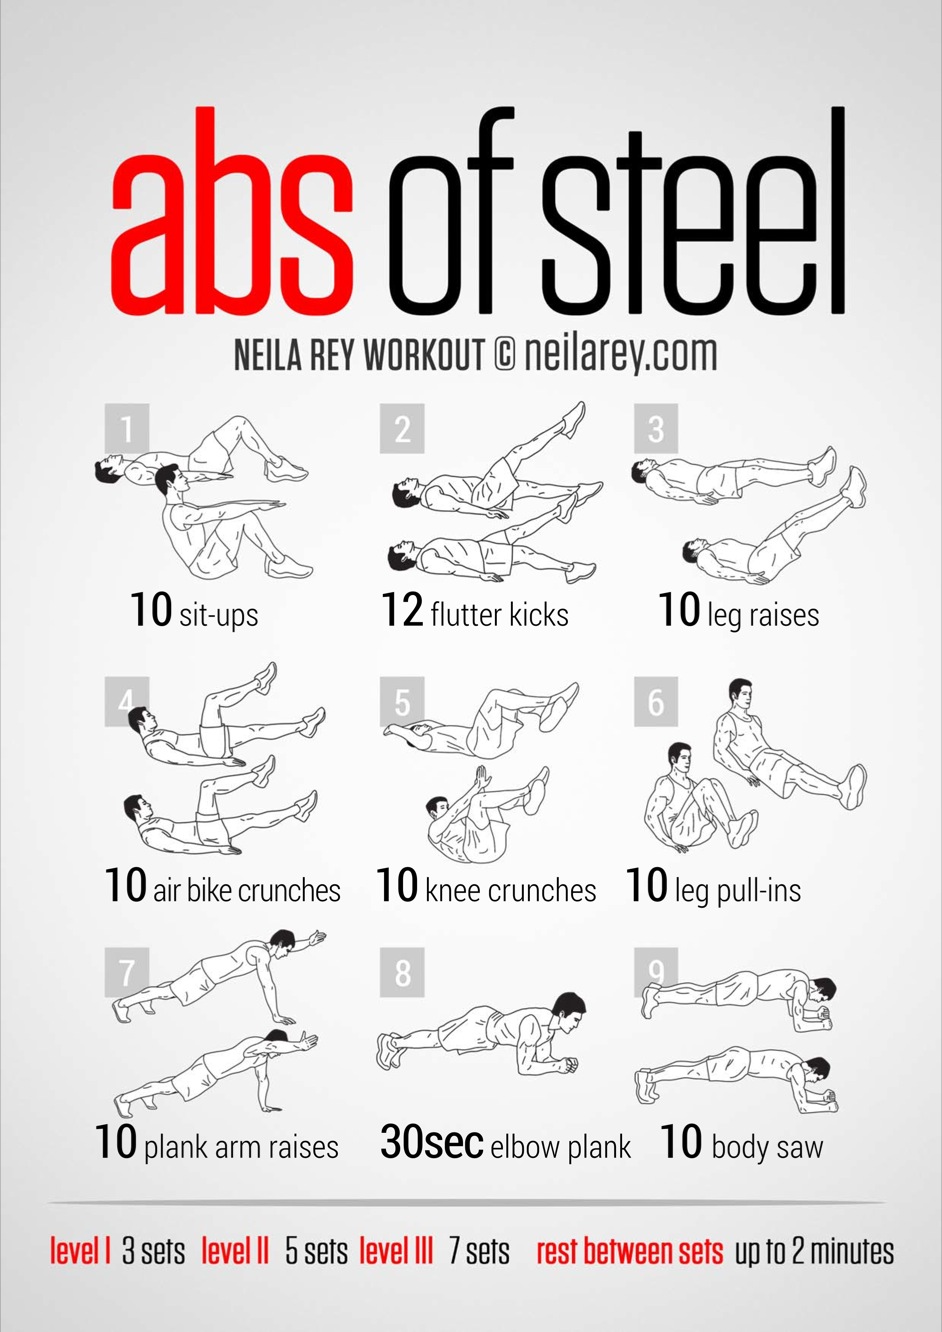 abs of steel
NEILA REY WORKOUT © neilarey.com
1
2
3
10 sit-ups
12 flutter kicks
10 leg raises
4
5
6
10 air bike crunches
10 knee crunches
10 leg pull-ins
7
8
9
10 plank arm raises
30sec elbow plank
10 body saw
level I 3 sets level II 5 sets level III 7 sets rest between sets up to 2 minutes